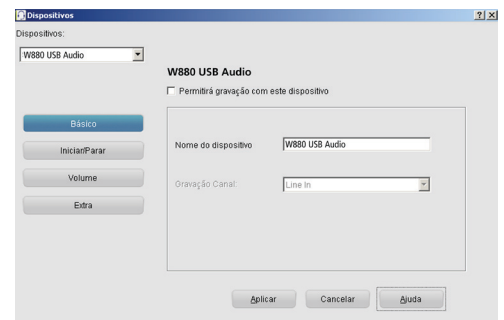 Dispositivos
Dispositivos:
W880 USB Audio
W880 USB Audio
Permitirá gravação com este dispositivo
Básico
Iniciar/Parar
Volume
Extra
Nome do dispositivo
W880 USB Audio
Gravação Canal:
Line In
Aplicar
Cancelar
Ajuda